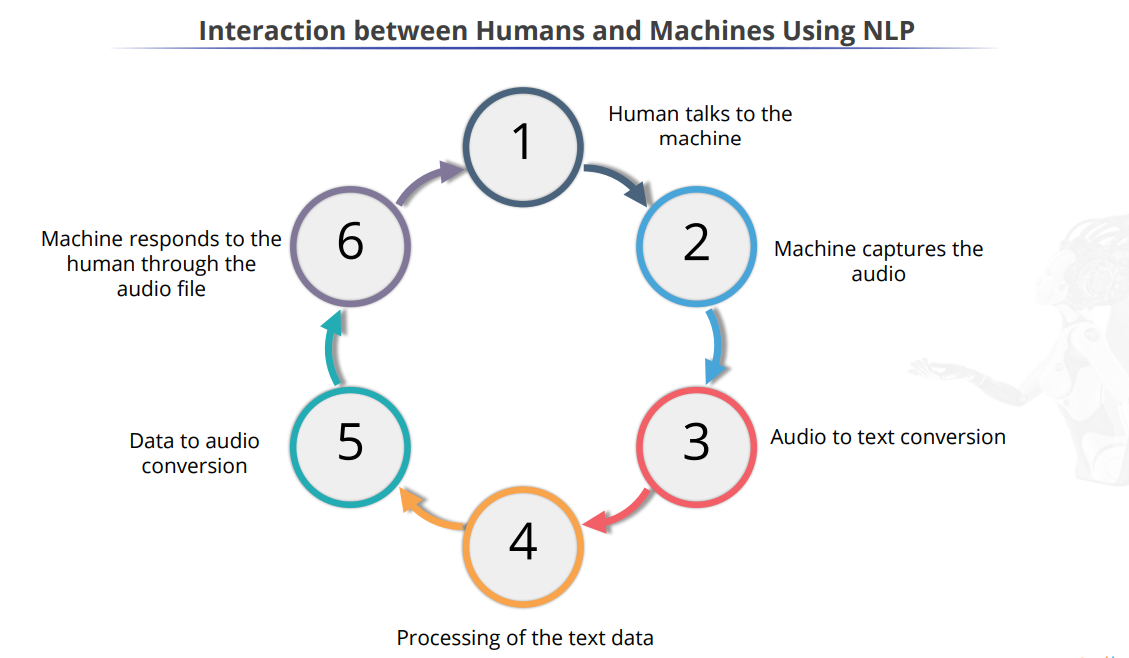 Interaction between Humans and Machines Using NLP
1
Human talks to the
machine
2
Machine captures the
audio
3
Audio to text conversion
4
Processing of the text data
5
Data to audio
conversion
6
Machine responds to the
human through the
audio file